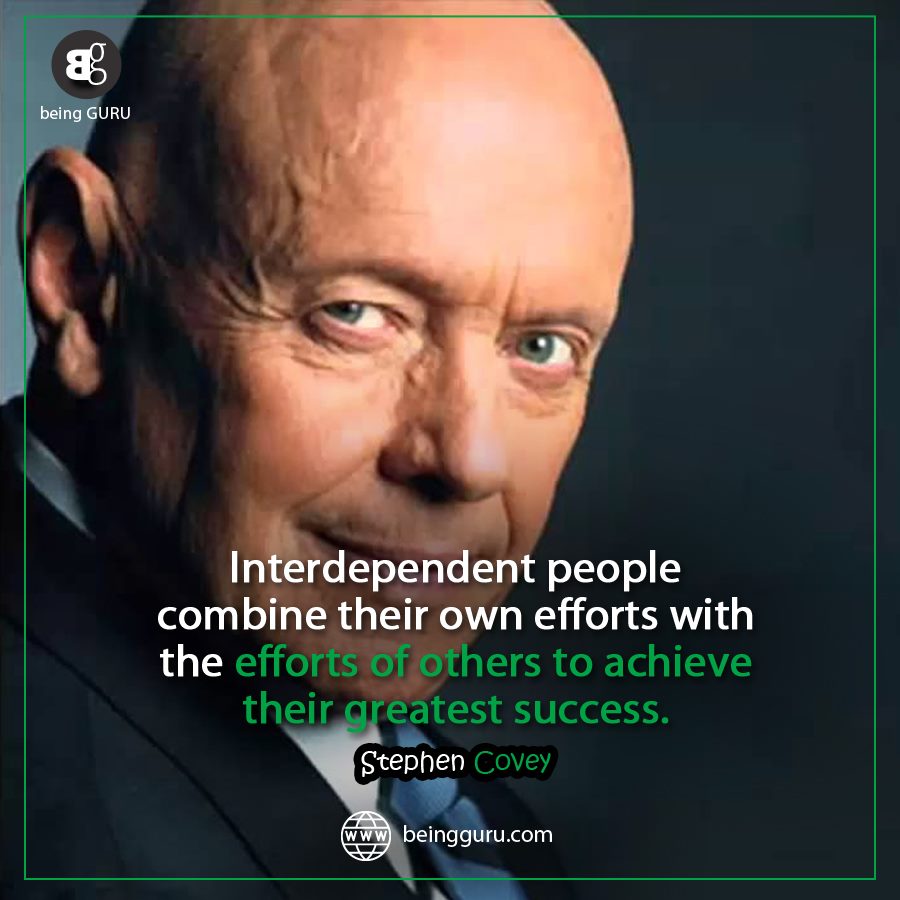 being GURU
Interdependent people
combine their own efforts with
the efforts of others to achieve
their greatest success.
Stephen Covey
www beingguru.com